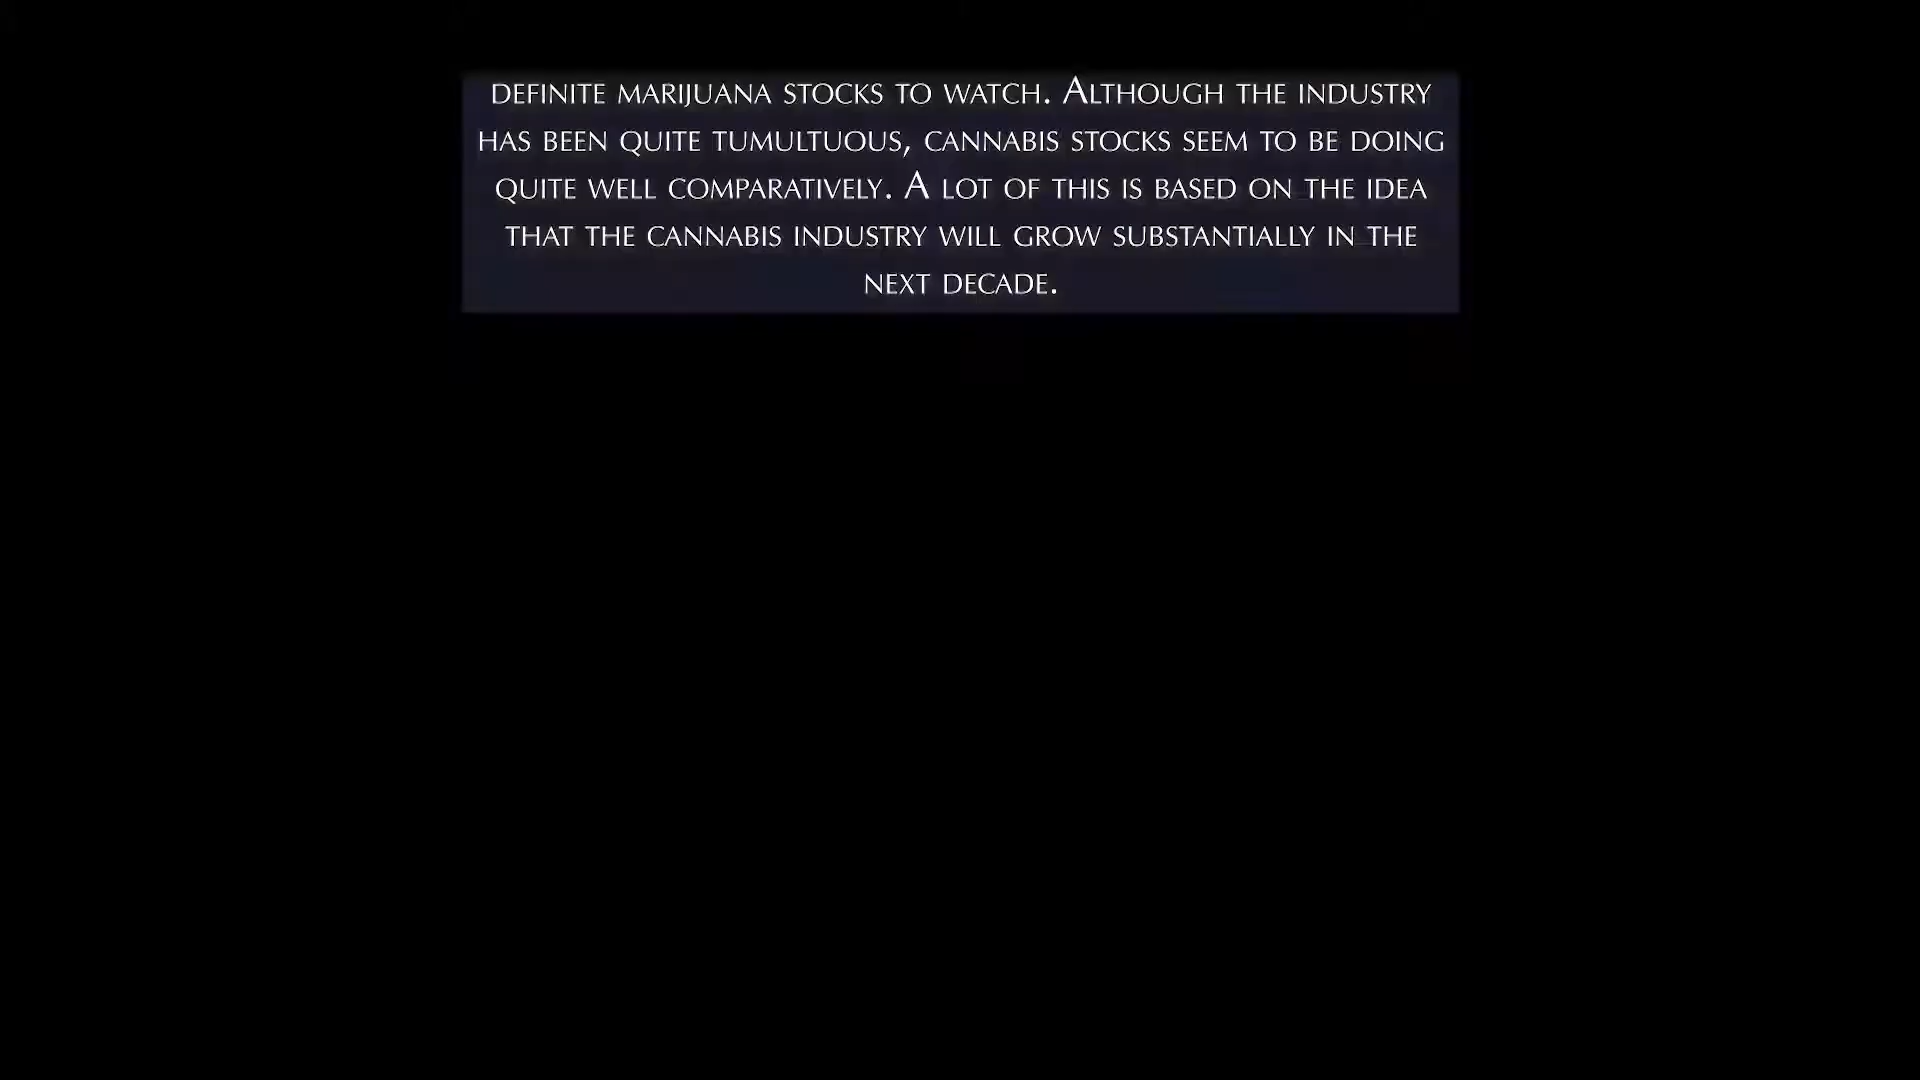 definite marijuana stocks to watch. Although the industry
has been quite tumultuous, cannabis stocks seem to be doing
quite well comparatively. A lot of this is based on the idea
that the cannabis industry will grow substantially in the
next decade.